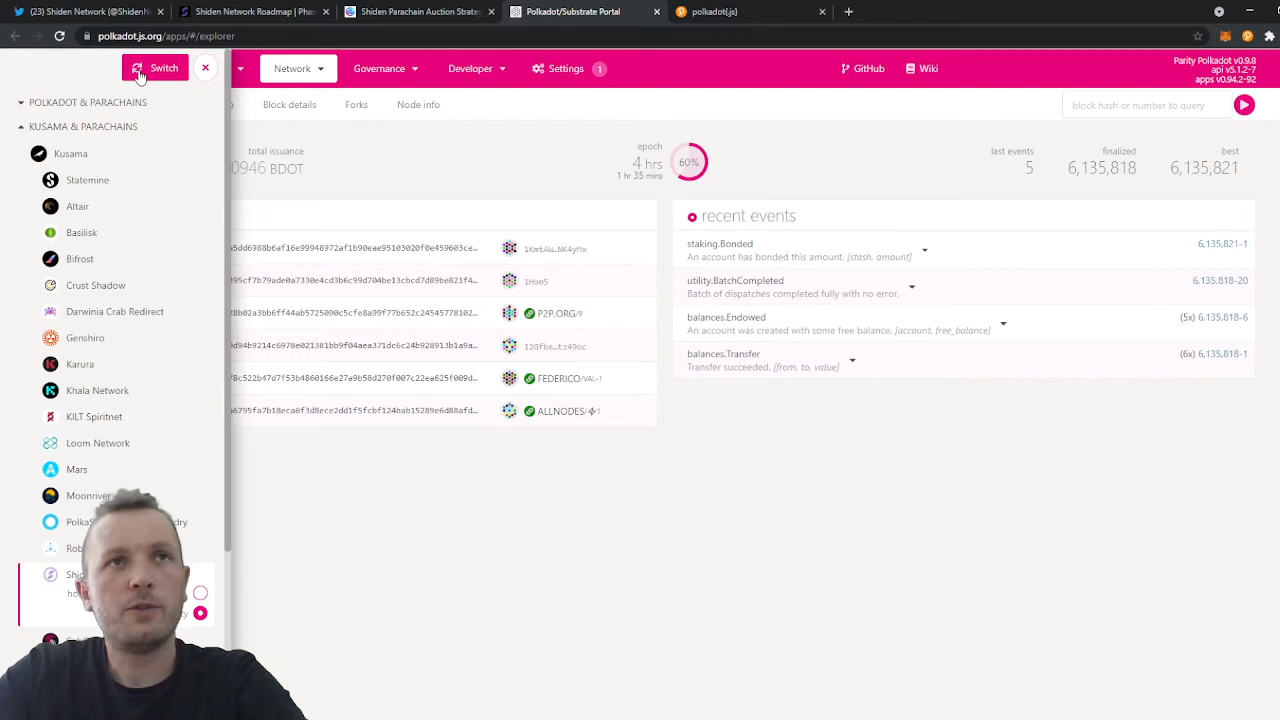 (23) Shiden Network (@ShidenN
Shiden Network Roadmap | Phas
Shiden Parachain Auction Strateg
Polkadot/Substrate Portal
polkadot{.js}
polkadot.js.org/apps/#/explorer
Switch
Network
Governance
Developer
Settings
1
GitHub
Wiki
Parity Polkadot v0.9.8
api v5.1.2-7
apps v0.94.2-92
POLKADOT & PARACHAINS
Block details
Forks
Node info
block hash or number to query
KUSAMA & PARACHAINS
Kusama
Statemine
Altair
Basilisk
Bifrost
Crust Shadow
Darwinia Crab Redirect
Genshiro
Karura
Khala Network
KILT Spiritnet
Loom Network
Mars
Moonriver
total issuance
0946 BDOT
epoch
4 hrs
1 hr 35 mins
60%
last events
5
finalized
6,135,818
best
6,135,821
1Hom5
P2P.ORG/9
FEDERICO/VAL-1
ALLNODES/⚡1
recent events
staking.Bonded
An account has bonded this amount. [stash, amount]
6,135,821-1
utility.BatchCompleted
Batch of dispatches completed fully with no error.
6,135,818-20
balances.Endowed
An account was created with some free balance. [account, free_balance]
(5x) 6,135,818-6
balances.Transfer
Transfer succeeded. [from, to, value]
(6x) 6,135,818-1